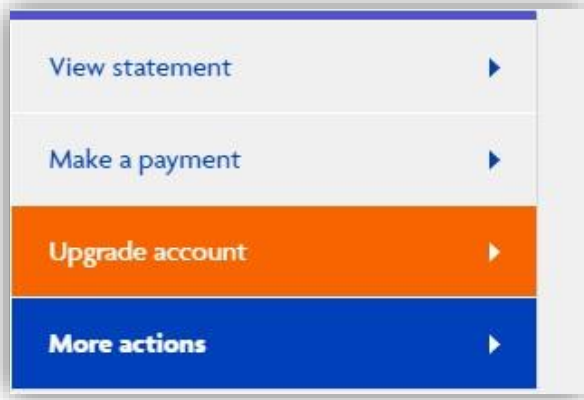 View statement
Make a payment
Upgrade account
More actions